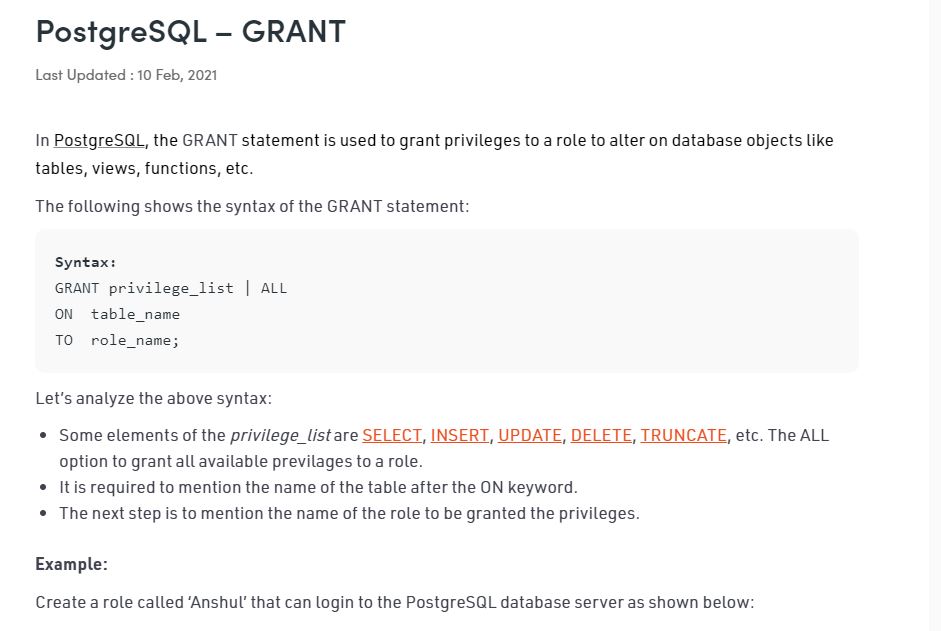 PostgreSQL – GRANT
Last Updated : 10 Feb, 2021
In PostgreSQL, the GRANT statement is used to grant privileges to a role to alter on database objects like
tables, views, functions, etc.
The following shows the syntax of the GRANT statement:
Syntax:
GRANT privilege_list | ALL
ON  table_name
TO  role_name;
Let's analyze the above syntax:
• Some elements of the privilege_list are SELECT, INSERT, UPDATE, DELETE, TRUNCATE, etc. The ALL
option to grant all available previlages to a role.
• It is required to mention the name of the table after the ON keyword.
• The next step is to mention the name of the role to be granted the privileges.
Example:
Create a role called ‘Anshul’ that can login to the PostgreSQL database server as shown below: